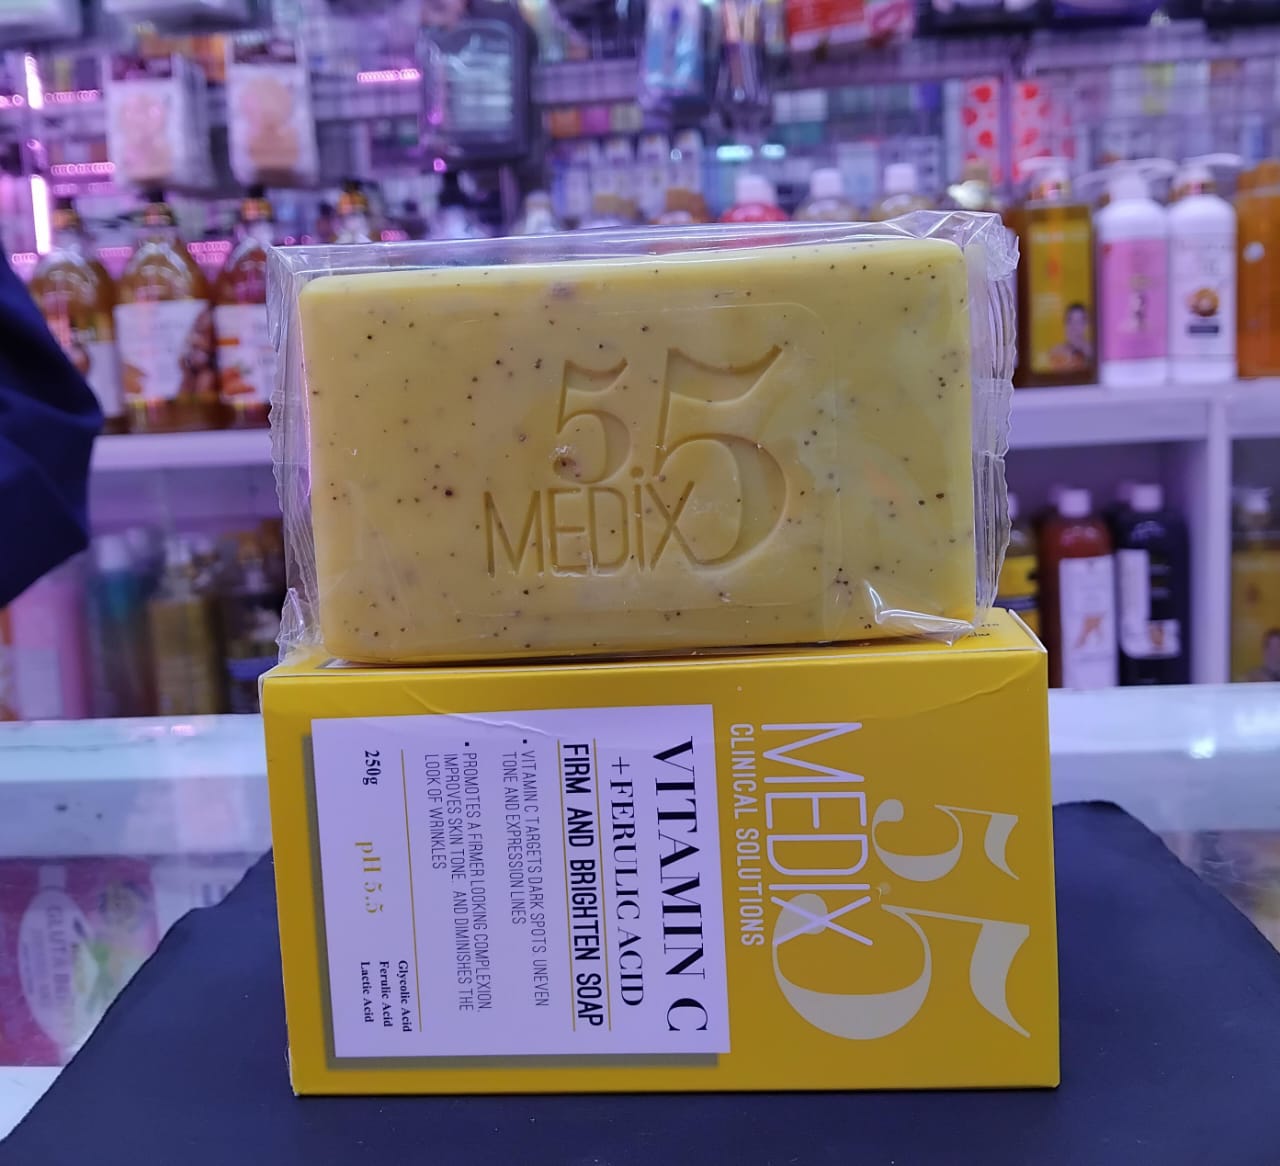 5.5
MEDiX
MEDIX 5.5
CLINICAL SOLUTIONS
VITAMIN C
+FERULIC ACID
FIRM AND BRIGHTEN SOAP
▪ VITAMIN C TARGETS DARK SPOTS, UNEVEN
TONE AND EXPRESSION LINES
▪ PROMOTES A FIRMER LOOKING COMPLEXION,
IMPROVES SKIN TONE, AND DIMINISHES THE
LOOK OF WRINKLES
250g
pH 5.5
Glycolic Acid
Ferulic Acid
Lactic Acid